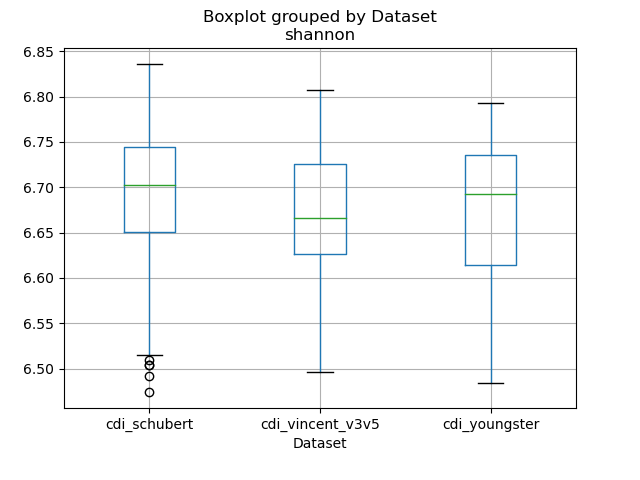 Boxplot grouped by Dataset
shannon
6.85
6.80
6.75
6.70
6.65
6.60
6.55
6.50
cdi_schubert cdi_vincent_v3v5 cdi_youngster
Dataset